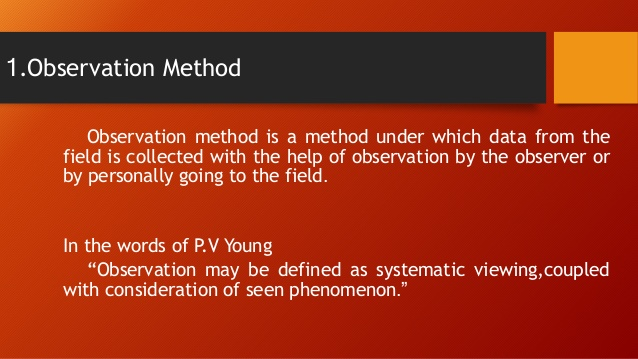 1.Observation Method
Observation method is a method under which data from the
field is collected with the help of observation by the observer or
by personally going to the field.
In the words of P.V Young
“Observation may be defined as systematic viewing,coupled
with consideration of seen phenomenon.”